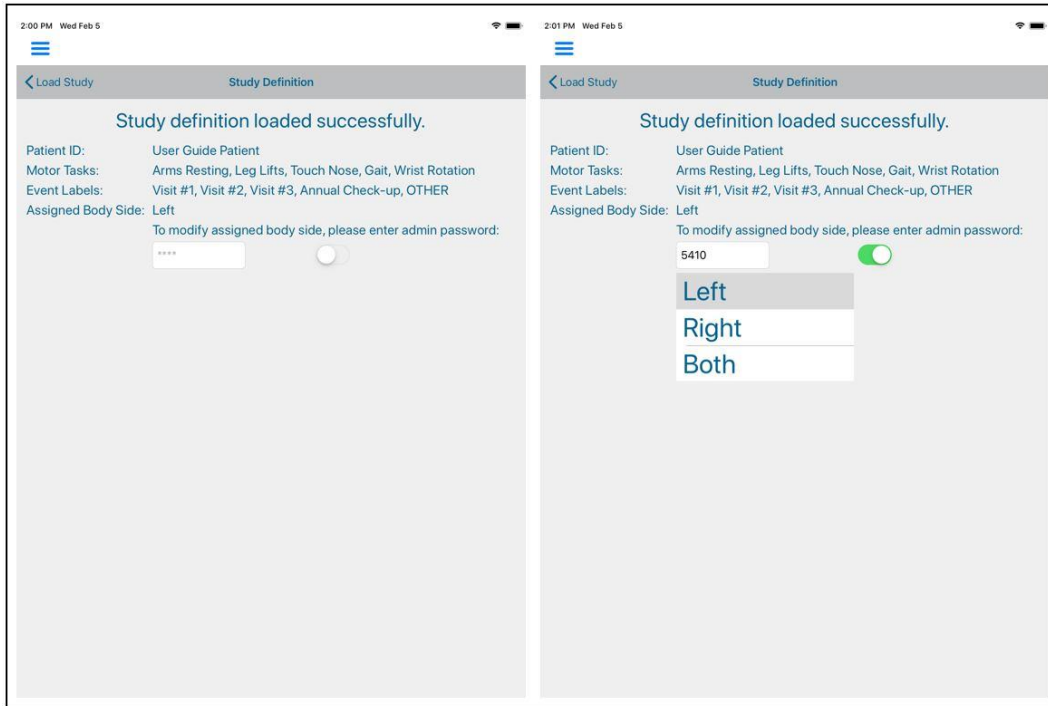 2:00 PM Wed Feb 5
Load Study
Study Definition
Study definition loaded successfully.
Patient ID: User Guide Patient
Motor Tasks: Arms Resting, Leg Lifts, Touch Nose, Gait, Wrist Rotation
Event Labels: Visit #1, Visit #2, Visit #3, Annual Check-up, OTHER
Assigned Body Side: Left
To modify assigned body side, please enter admin password:
****
2:01 PM Wed Feb 5
Load Study
Study Definition
Study definition loaded successfully.
Patient ID: User Guide Patient
Motor Tasks: Arms Resting, Leg Lifts, Touch Nose, Gait, Wrist Rotation
Event Labels: Visit #1, Visit #2, Visit #3, Annual Check-up, OTHER
Assigned Body Side: Left
To modify assigned body side, please enter admin password:
5410
Left
Right
Both